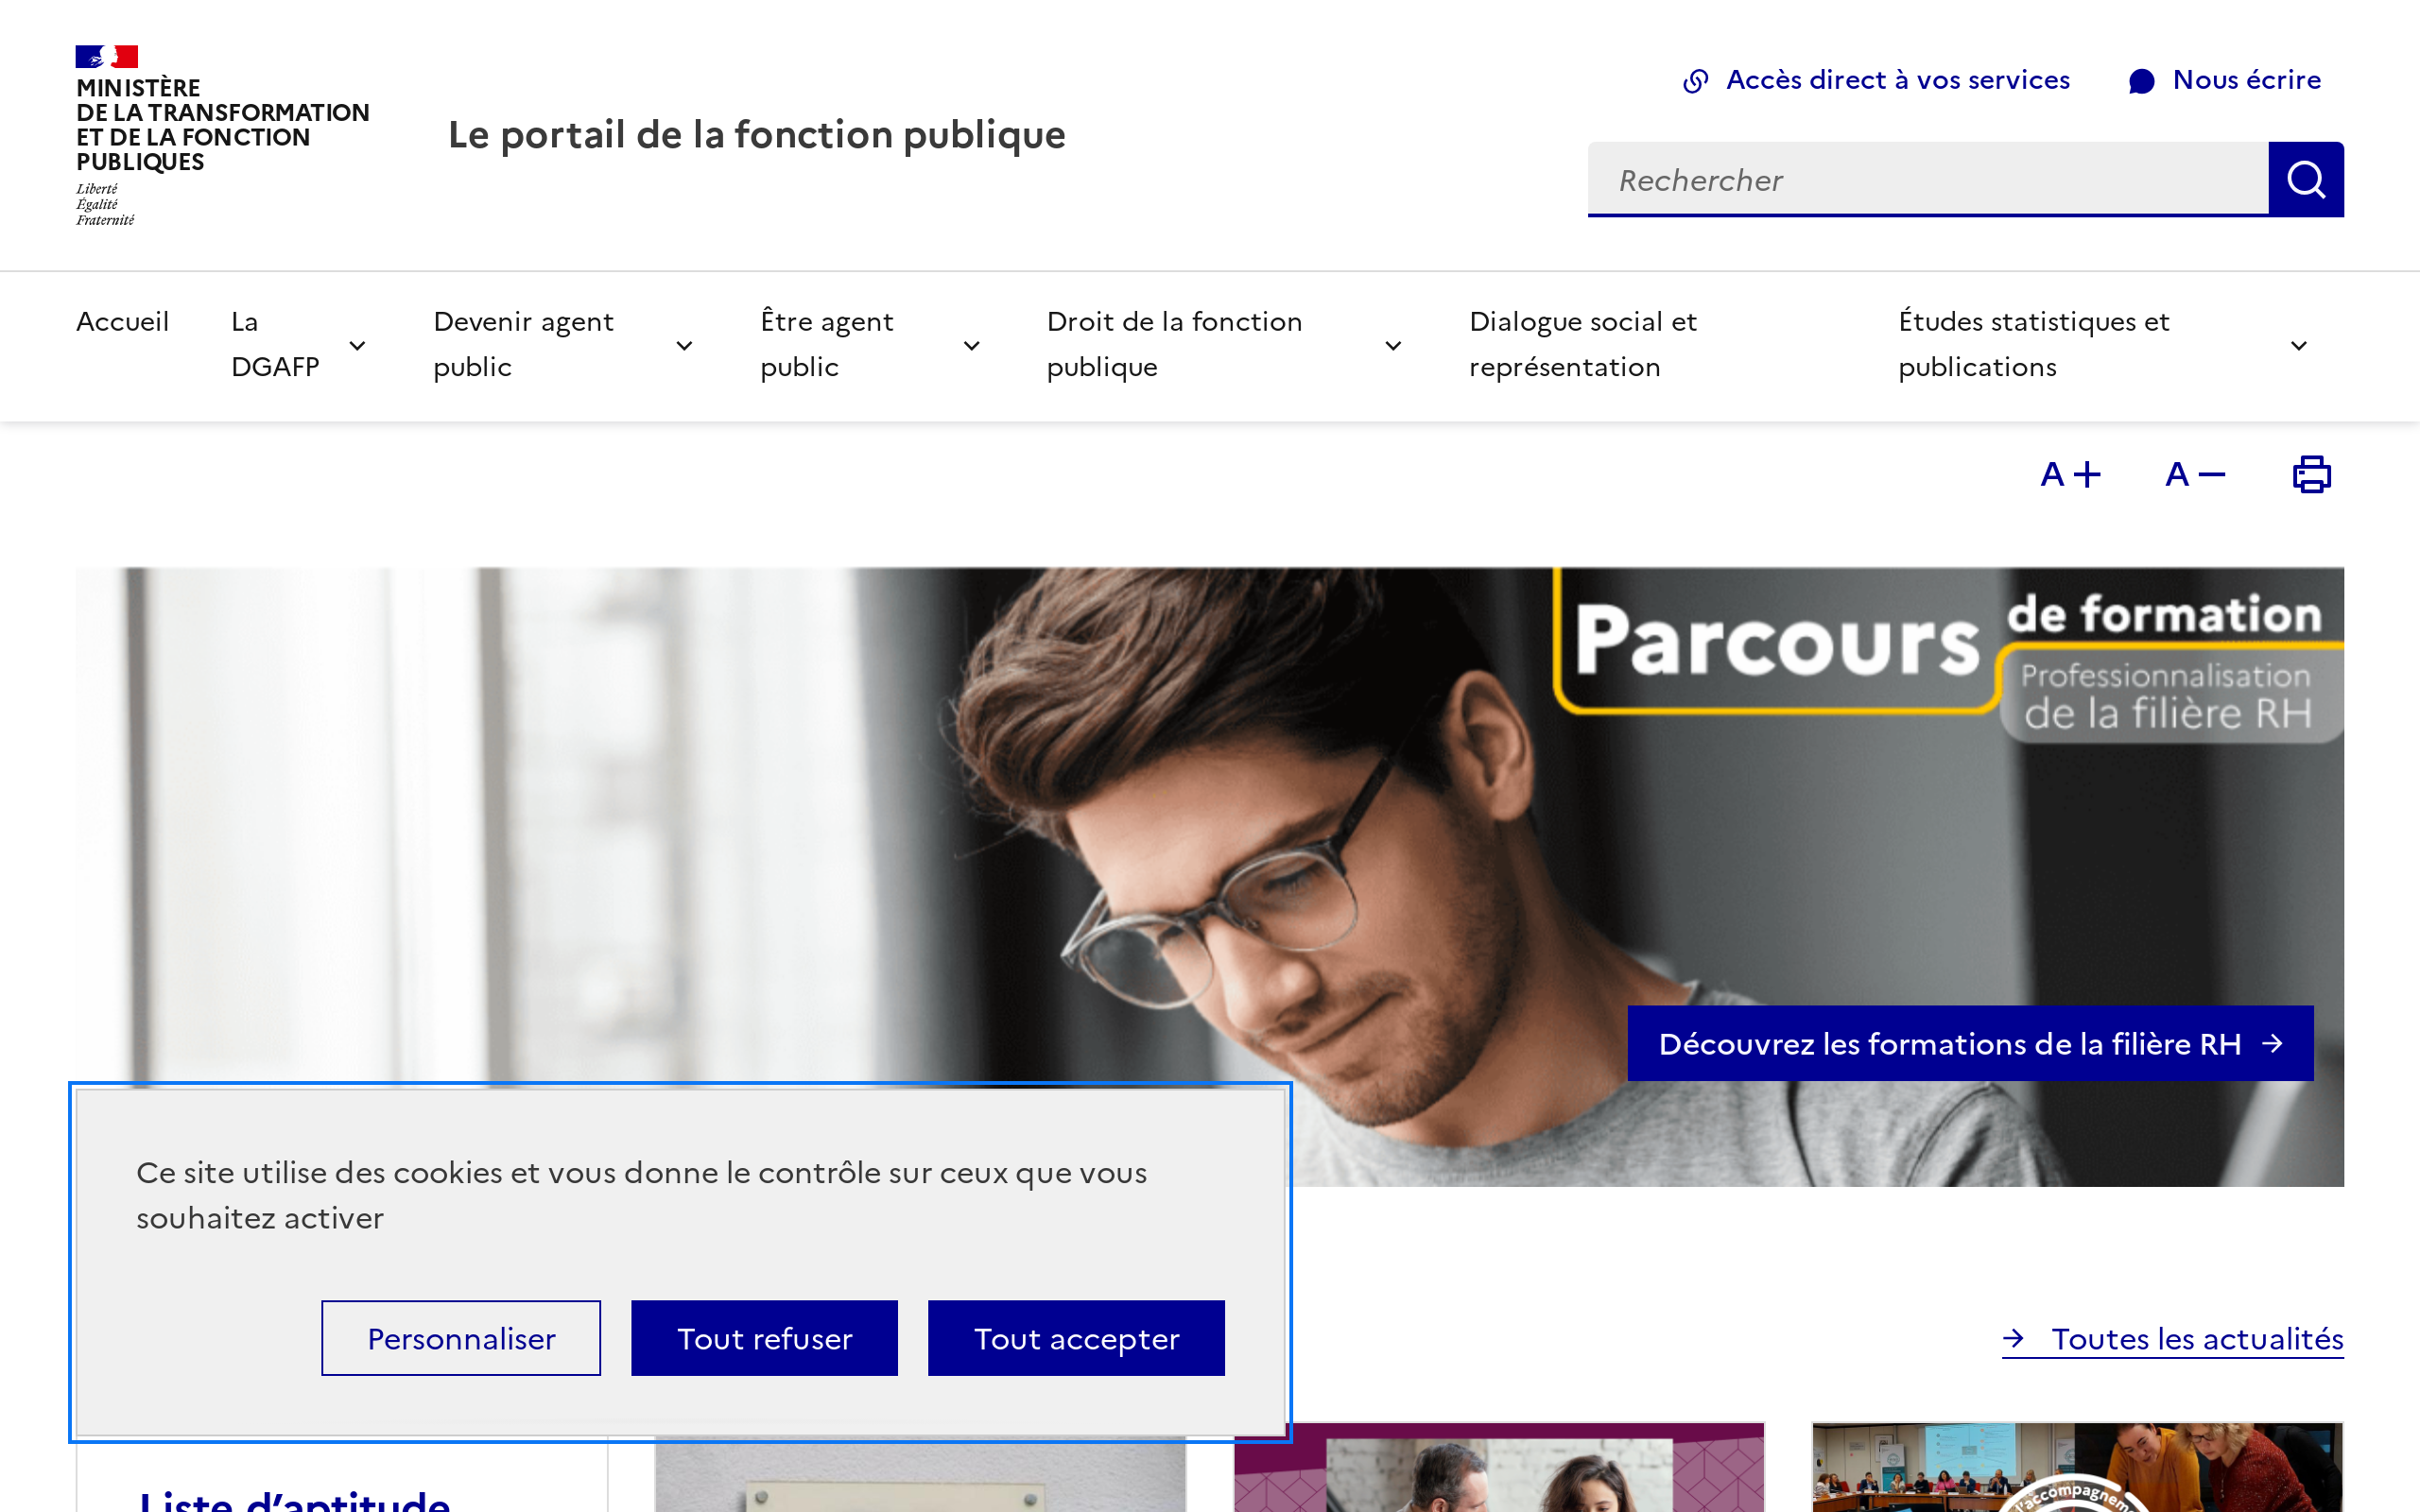 MINISTÈRE
DE LA TRANSFORMATION
ET DE LA FONCTION
PUBLIQUES
Liberté
Égalité
Fraternité
Le portail de la fonction publique
Accès direct à vos services
Nous écrire
Rechercher
Accueil
La
DGAFP
Devenir agent
public
Être agent
public
Droit de la fonction
publique
Dialogue social et
représentation
Études statistiques et
publications
A+
A−
Parcours
de formation
Professionnalisation
de la filière RH
Découvrez les formations de la filière RH
Ce site utilise des cookies et vous donne le contrôle sur ceux que vous
souhaitez activer
Personnaliser
Tout refuser
Tout accepter
Toutes les actualités
Liste d’aptitude